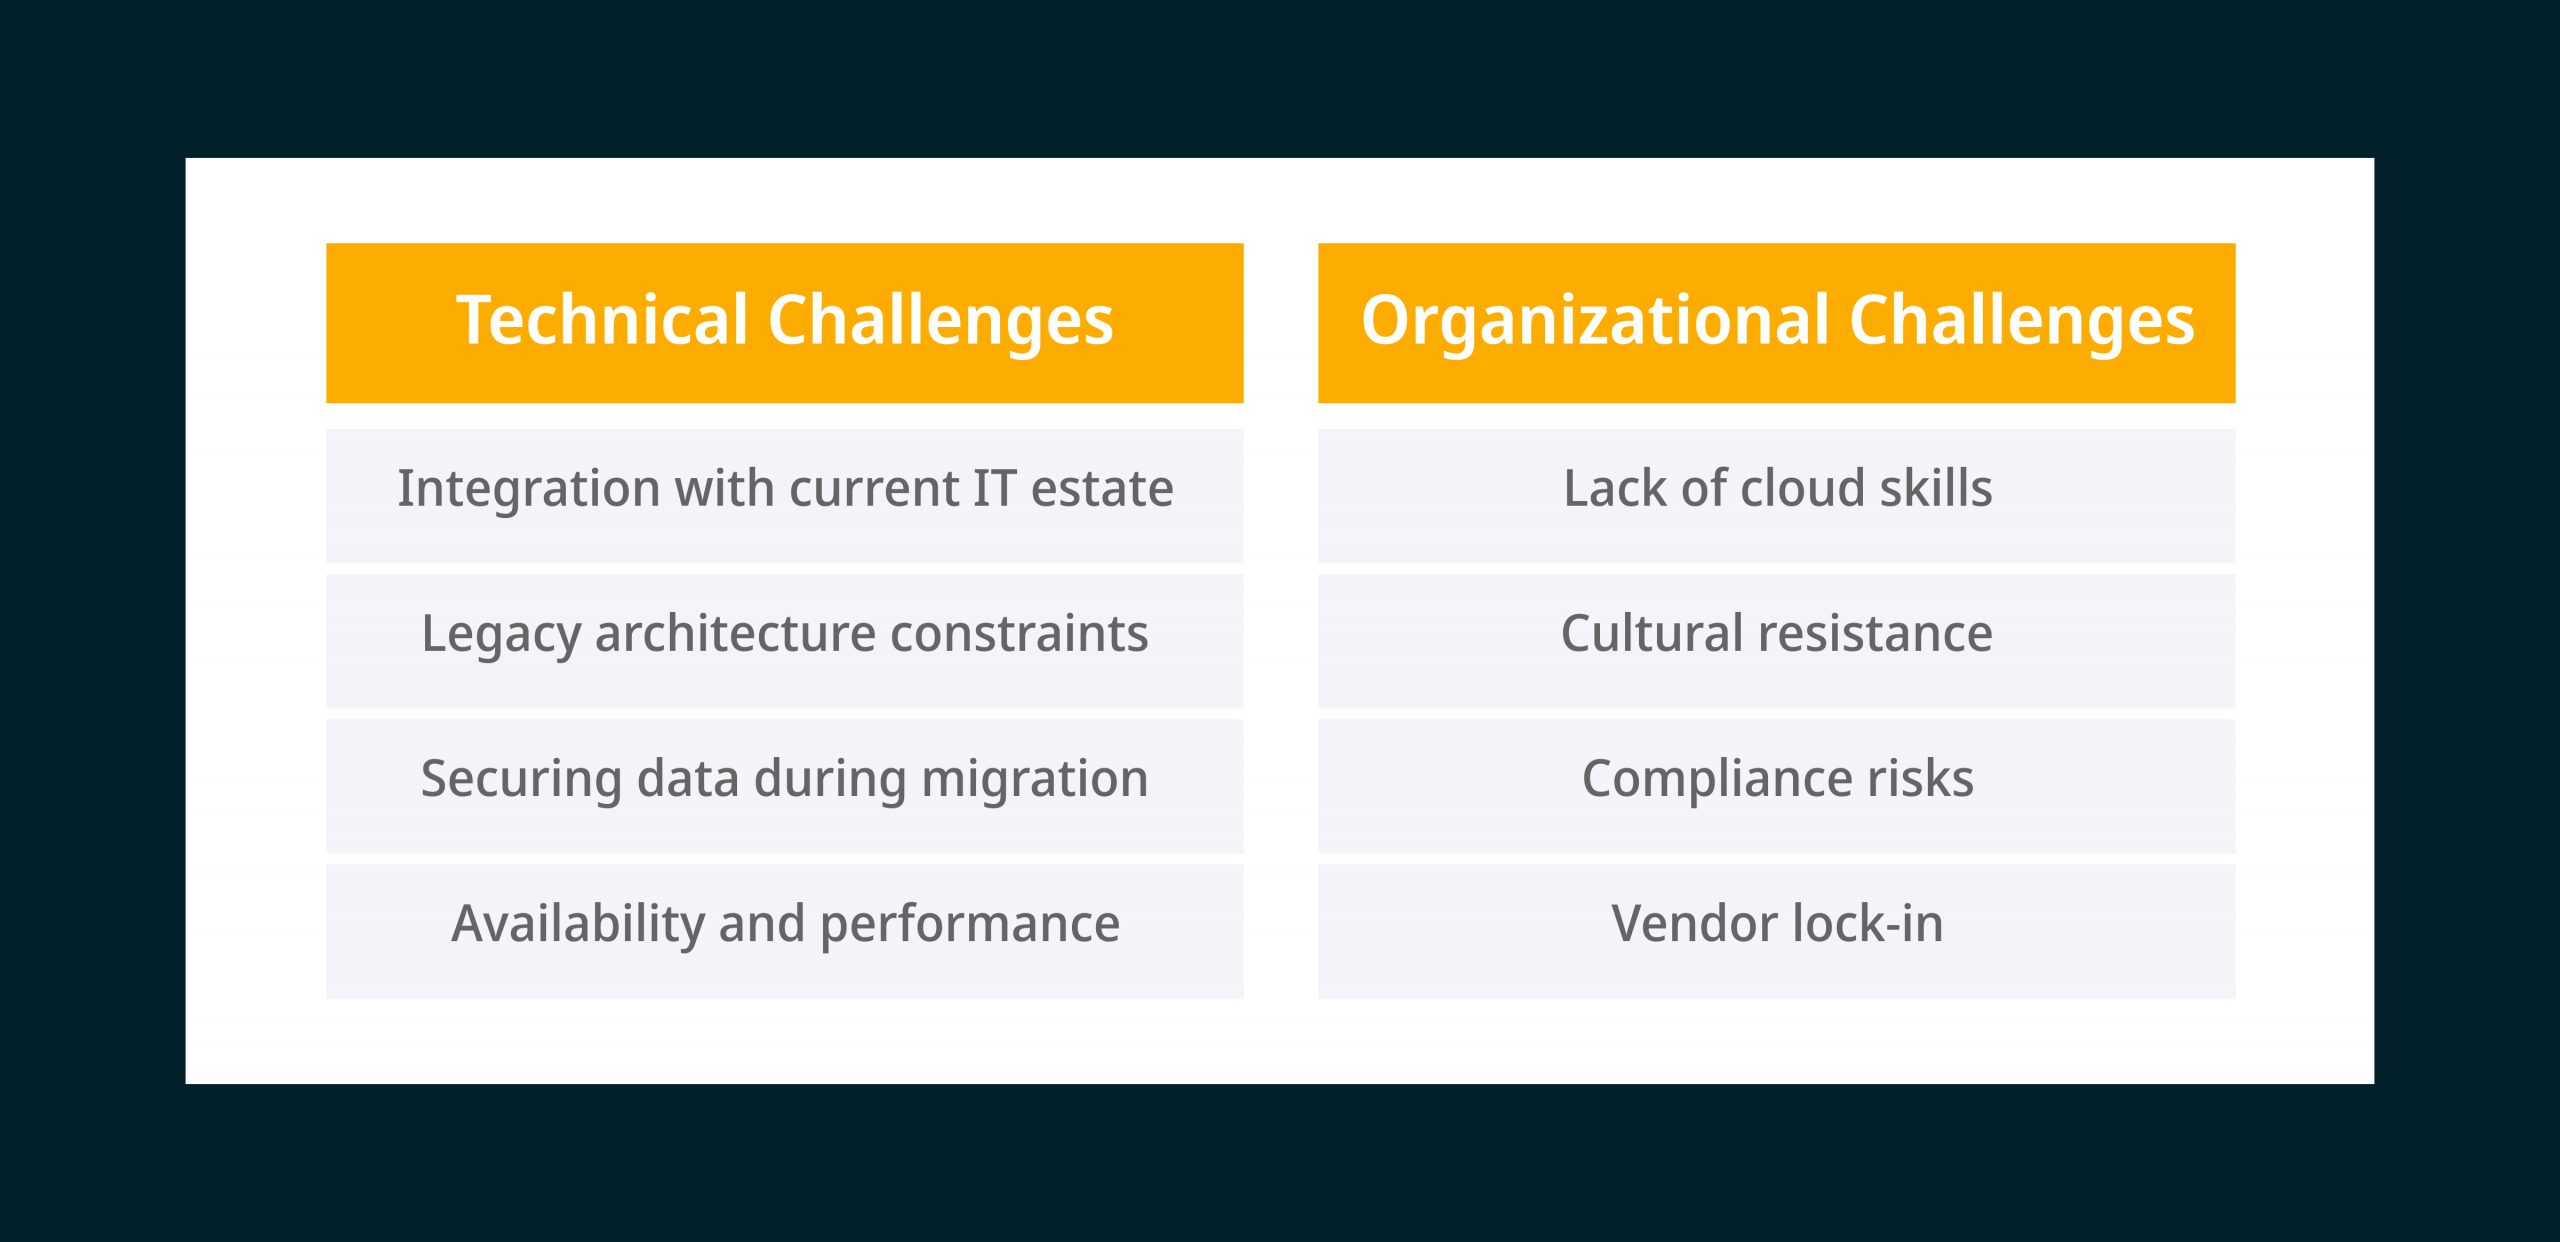 Technical Challenges
Integration with current IT estate
Legacy architecture constraints
Securing data during migration
Availability and performance
Organizational Challenges
Lack of cloud skills
Cultural resistance
Compliance risks
Vendor lock-in